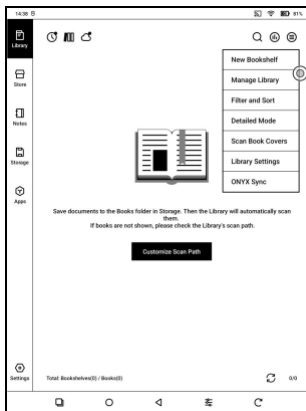 14:38
81%
Library
Store
Notes
Storage
Apps
Settings
New Bookshelf
Manage Library
Filter and Sort
Detailed Mode
Scan Book Covers
Library Settings
ONYX Sync
Save documents to the Books folder in Storage. Then the Library will automatically scan
them.
If books are not shown, please check the Library's scan path.
Customize Scan Path
Total: Bookshelves(0) / Books(0)
0/0